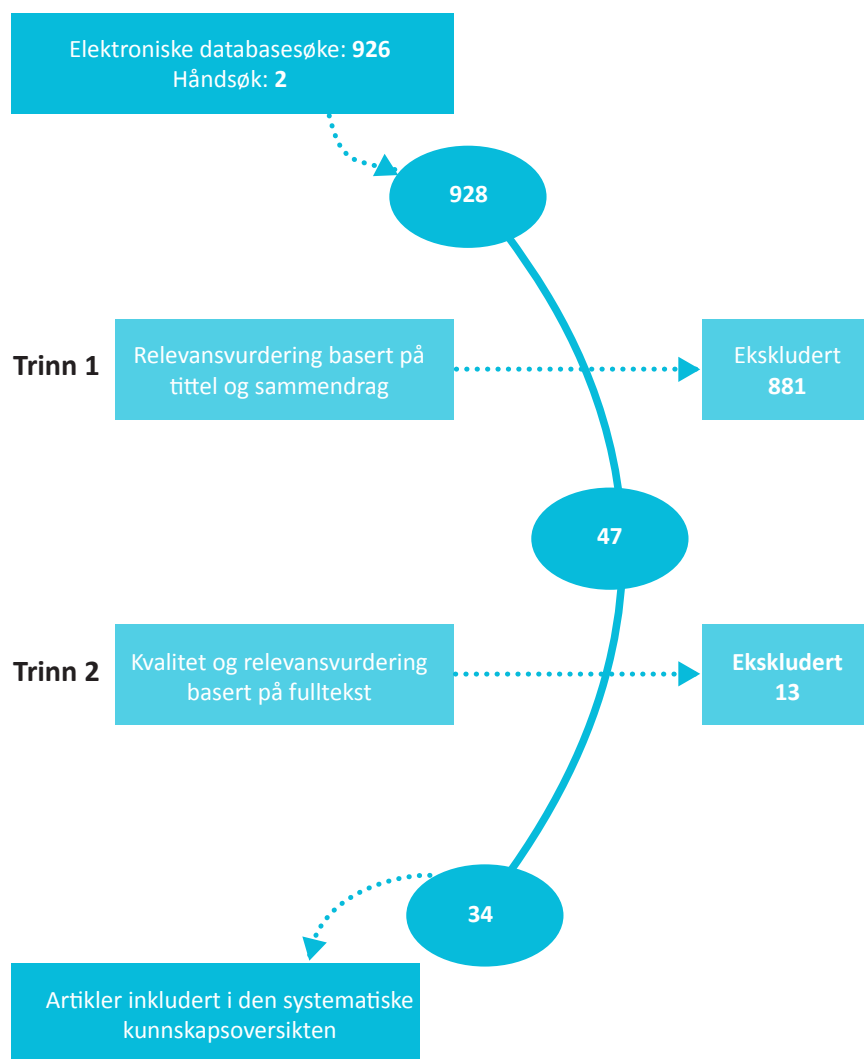 Elektroniske databasesøke: 926
Håndsøk: 2
928
Trinn 1
Relevansvurdering basert på
tittel og sammendrag
Ekskludert
881
47
Trinn 2
Kvalitet og relevansvurdering
basert på fulltekst
Ekskludert
13
34
Artikler inkludert i den systematiske
kunnskapsoversikten